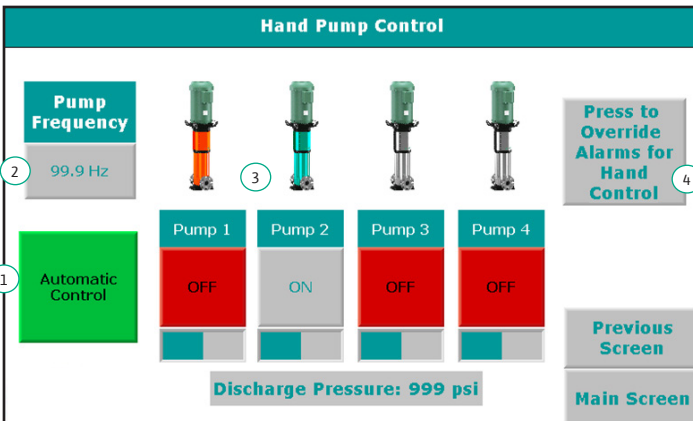 Hand Pump Control
Pump
Frequency
2
99.9 Hz
3
Press to
Override
Alarms for
Hand
Control
4
1
Automatic
Control
Pump 1
Pump 2
Pump 3
Pump 4
OFF
ON
OFF
OFF
Previous
Screen
Discharge Pressure: 999 psi
Main Screen